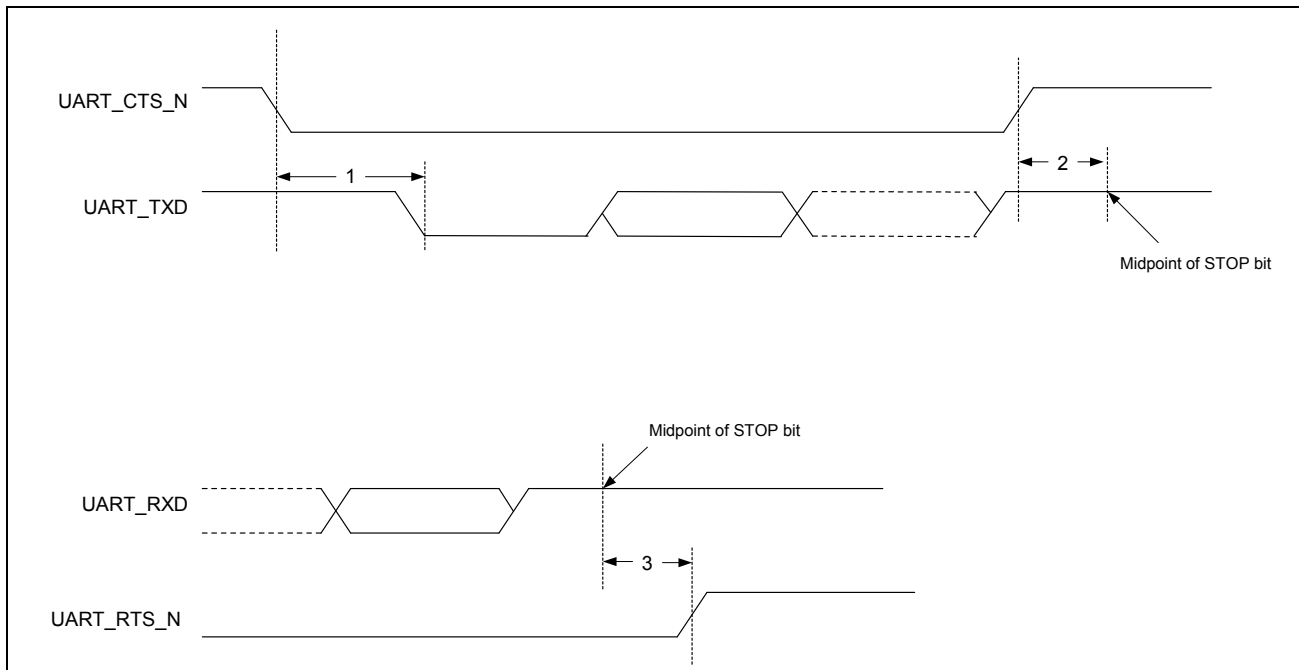 UART_CTS_N
1
2
UART_TXD
Midpoint of STOP bit
Midpoint of STOP bit
UART_RXD
3
UART_RTS_N